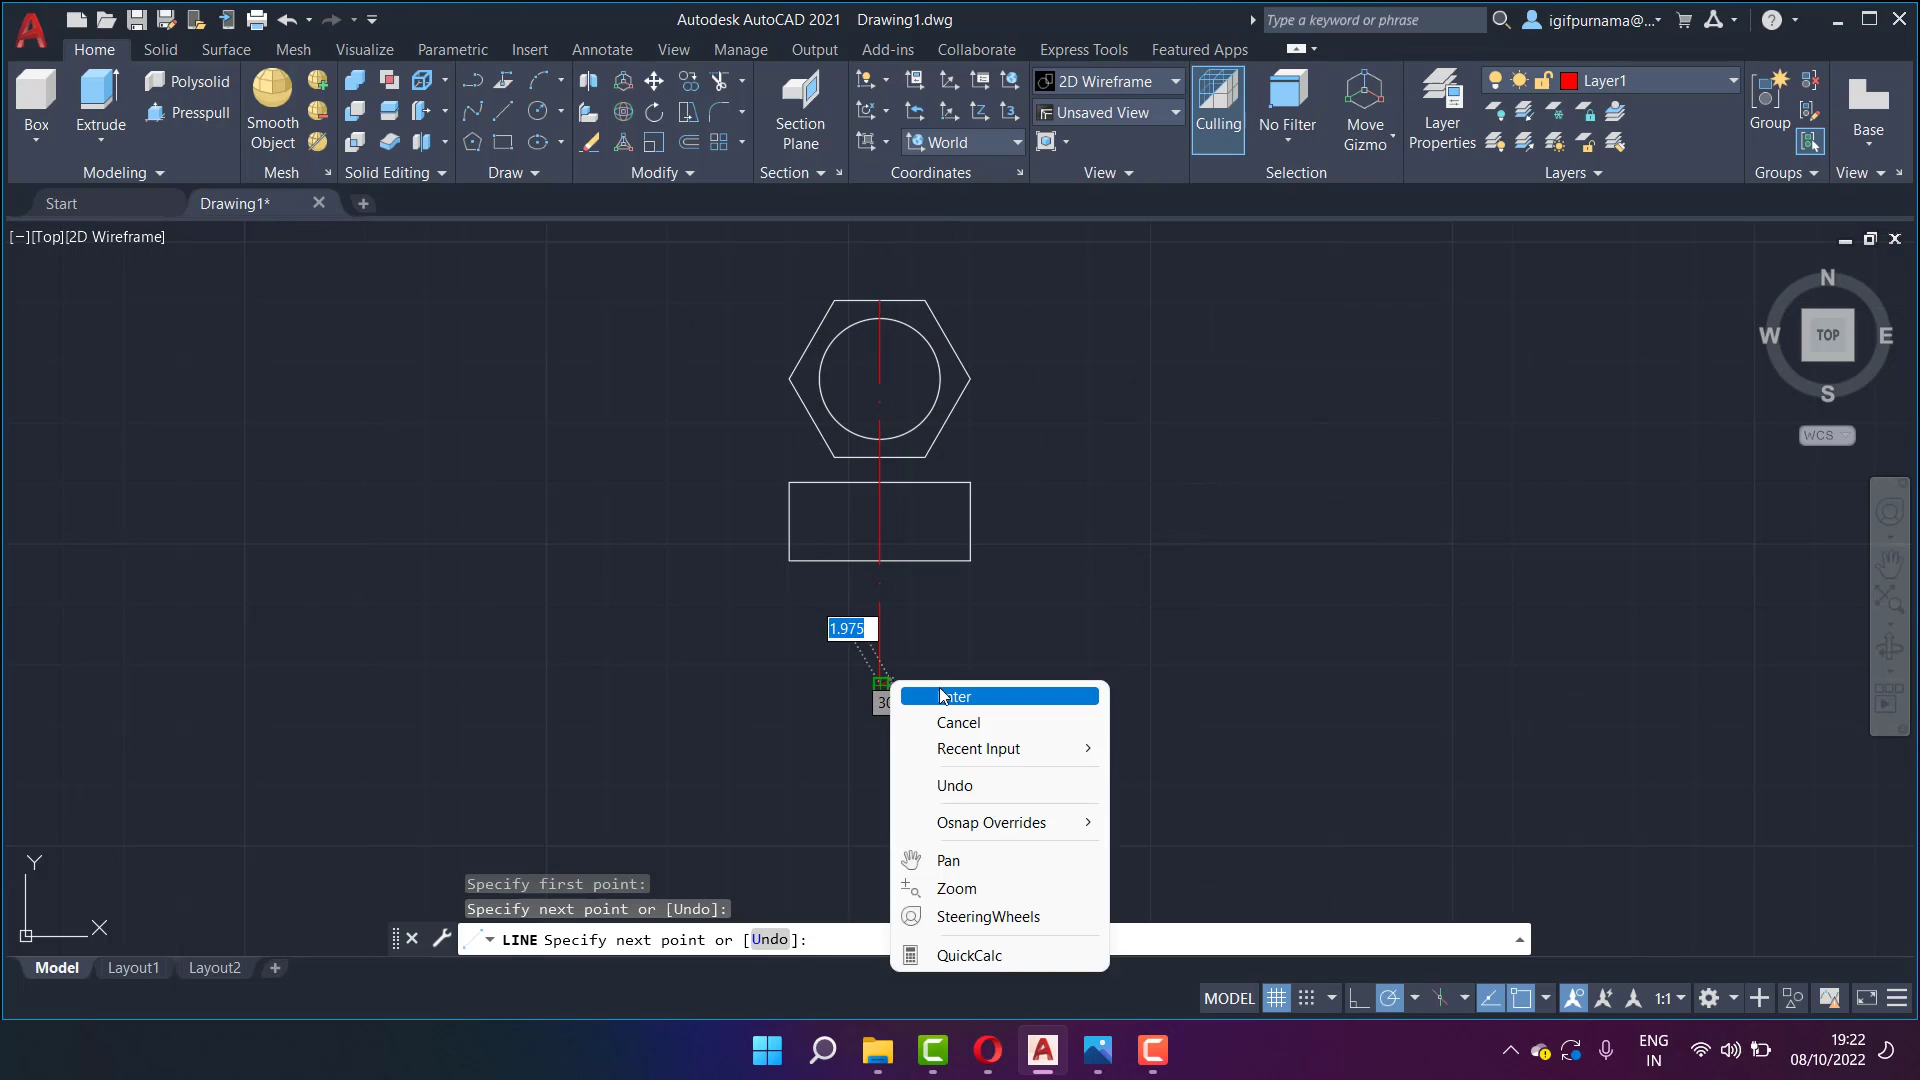 Autodesk AutoCAD 2021 Drawing1.dwg
Type a keyword or phrase
igifpurnama@...
Home Solid Surface Mesh Visualize Parametric Insert Annotate View Manage Output Add-ins Collaborate Express Tools Featured Apps
Box
Extrude
Polysolid
Presspull
Smooth
Object
Section
Plane
World
2D Wireframe
Unsaved View
Culling
No Filter
Move
Gizmo
Layer
Properties
Layer1
Group
Base
Modeling Mesh Solid Editing Draw Modify Section Coordinates View Selection Layers Groups View
Start
Drawing1*
[−][Top][2D Wireframe]
N
W
TOP
E
S
WCS
1.975
30
Cancel
Recent Input
Undo
Osnap Overrides
Pan
Zoom
SteeringWheels
QuickCalc
Y
X
Specify first point:
Specify next point or [Undo]:
LINE Specify next point or [Undo]:
Model Layout1 Layout2
MODEL
1:1
ENG
IN
19:22
08/10/2022